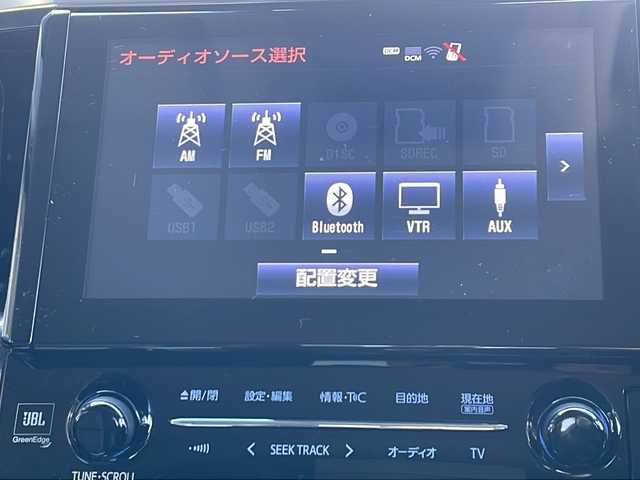 オーディオソース選択
DCM
DCM
AM FM DISC SDREC SD
USB1 USB2 Bluetooth VTR AUX
配置変更
開/閉 設定・編集 情報・T©C 目的地 現在地
案内音声
JBL
GreenEdge
SEEK TRACK オーディオ TV
TUNE・SCROLL